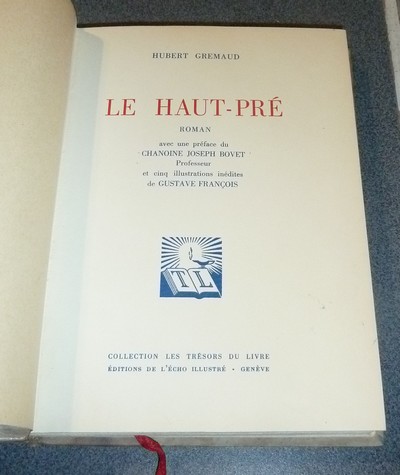 HUBERT GREMAUD
LE HAUT-PRÉ
ROMAN
avec une préface du
CHANOINE JOSEPH BOVET
Professeur
et cinq illustrations inédites
de GUSTAVE FRANÇOIS
TL
COLLECTION LES TRÉSORS DU LIVRE
ÉDITIONS DE L'ÉCHO ILLUSTRÉ - GENÈVE